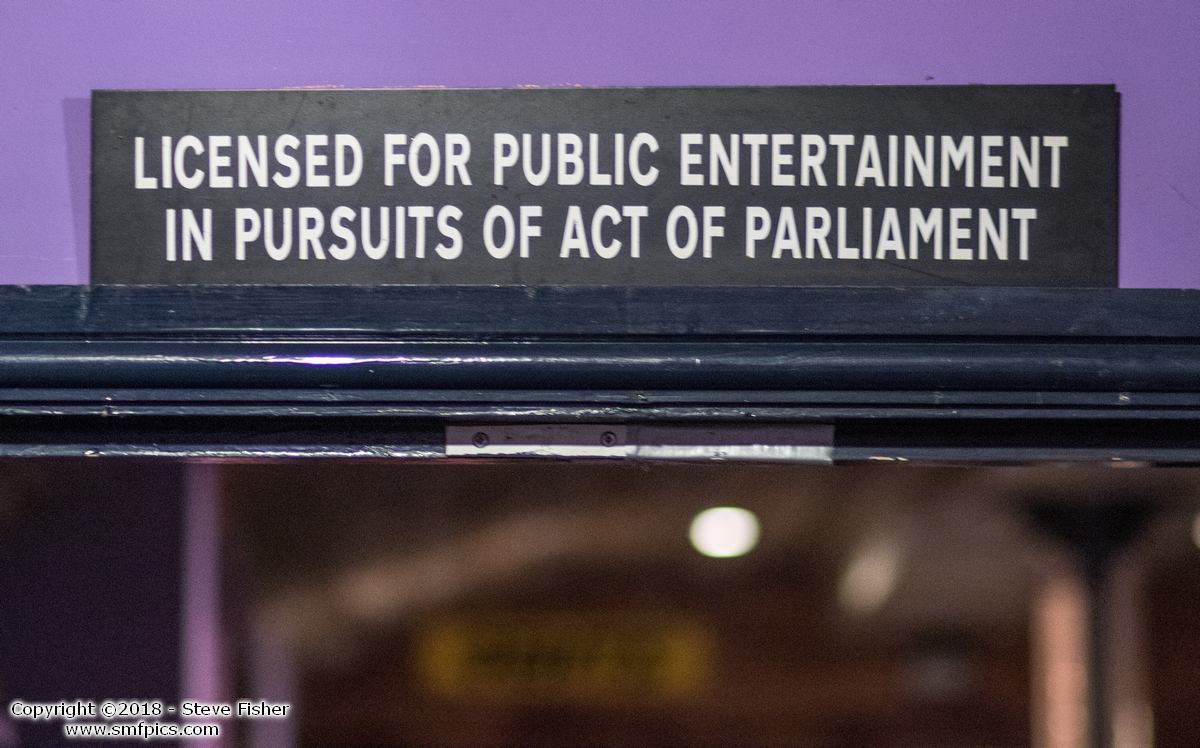 LICENSED FOR PUBLIC ENTERTAINMENT
IN PURSUITS OF ACT OF PARLIAMENT
Copyright ©2018 - Steve Fisher
www.smfpics.com